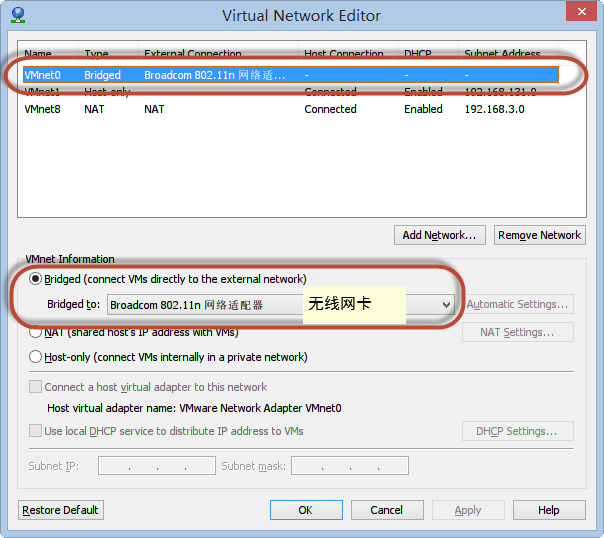 Virtual Network Editor
Name Type External Connection Host Connection DHCP Subnet Address
VMnet0 Bridged Broadcom 802.11n 网络适... - - -
VMnet1 Host-only - Connected Enabled 192.168.131.0
VMnet8 NAT NAT Connected Enabled 192.168.3.0
Add Network... Remove Network
VMnet Information
Bridged (connect VMs directly to the external network)
Bridged to: Broadcom 802.11n 网络适配器 无线网卡 Automatic Settings...
NAT (shared host's IP address with VMs) NAT Settings...
Host-only (connect VMs internally in a private network)
Connect a host virtual adapter to this network
Host virtual adapter name: VMware Network Adapter VMnet0
Use local DHCP service to distribute IP address to VMs DHCP Settings...
Subnet IP: . . . Subnet mask: . . .
Restore Default OK Cancel Apply Help